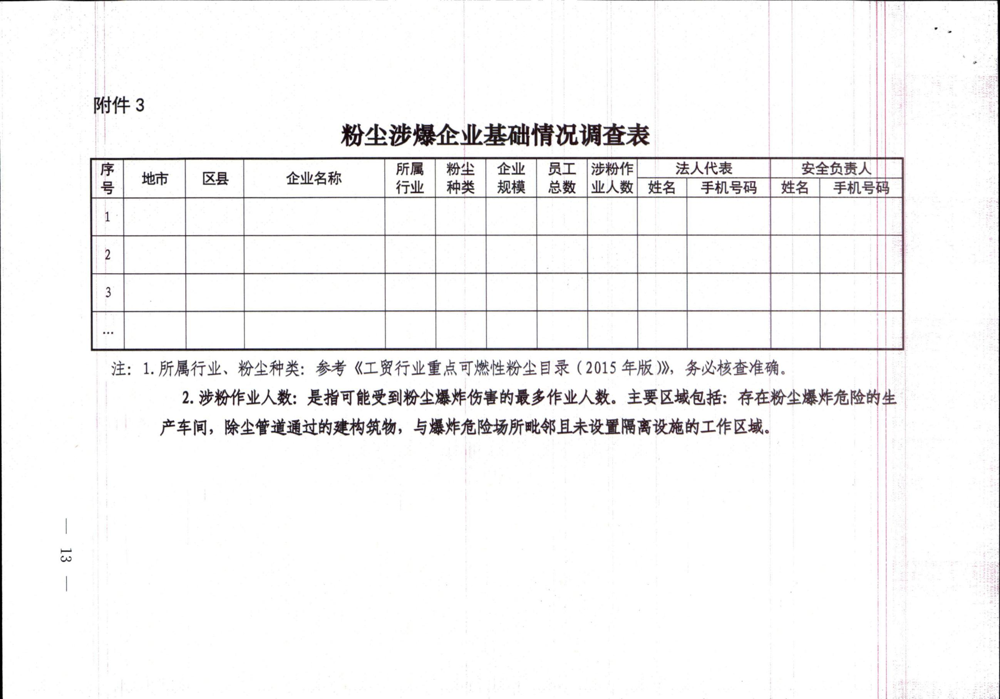 附件 3
粉尘涉爆企业基础情况调查表
序号 地市 区县 企业名称 所属行业 粉尘种类 企业规模 员工总数 涉粉作业人数 法人代表 安全负责人
姓名 手机号码 姓名 手机号码
1
2
3
…
注：1.所属行业、粉尘种类：参考《工贸行业重点可燃性粉尘目录（2015 年版）》，务必核查准确。
2.涉粉作业人数：是指可能受到粉尘爆炸伤害的最多作业人数。主要区域包括：存在粉尘爆炸危险的生
产车间，除尘管道通过的建构筑物，与爆炸危险场所毗邻且未设置隔离设施的工作区域。
— 13 —